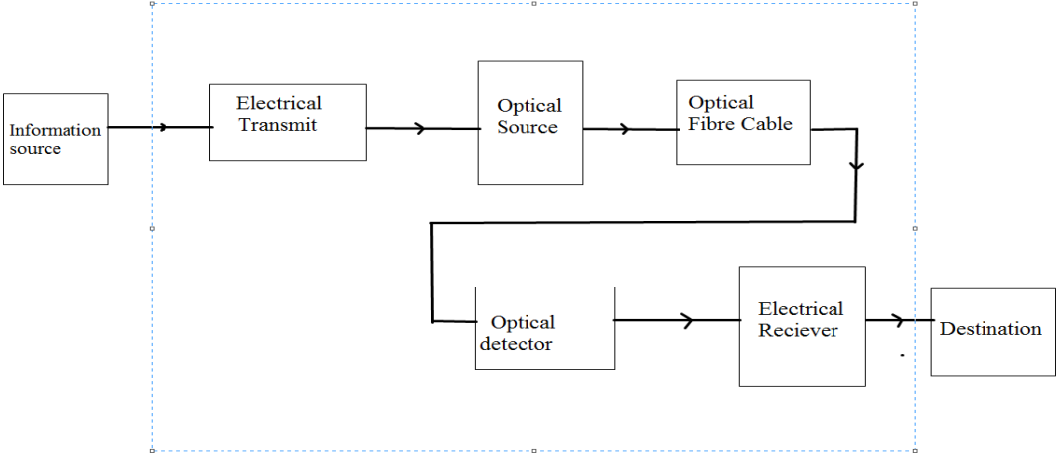 Information
source
Electrical
Transmit
Optical
Source
Optical
Fibre Cable
Optical
detector
Electrical
Reciever
Destination